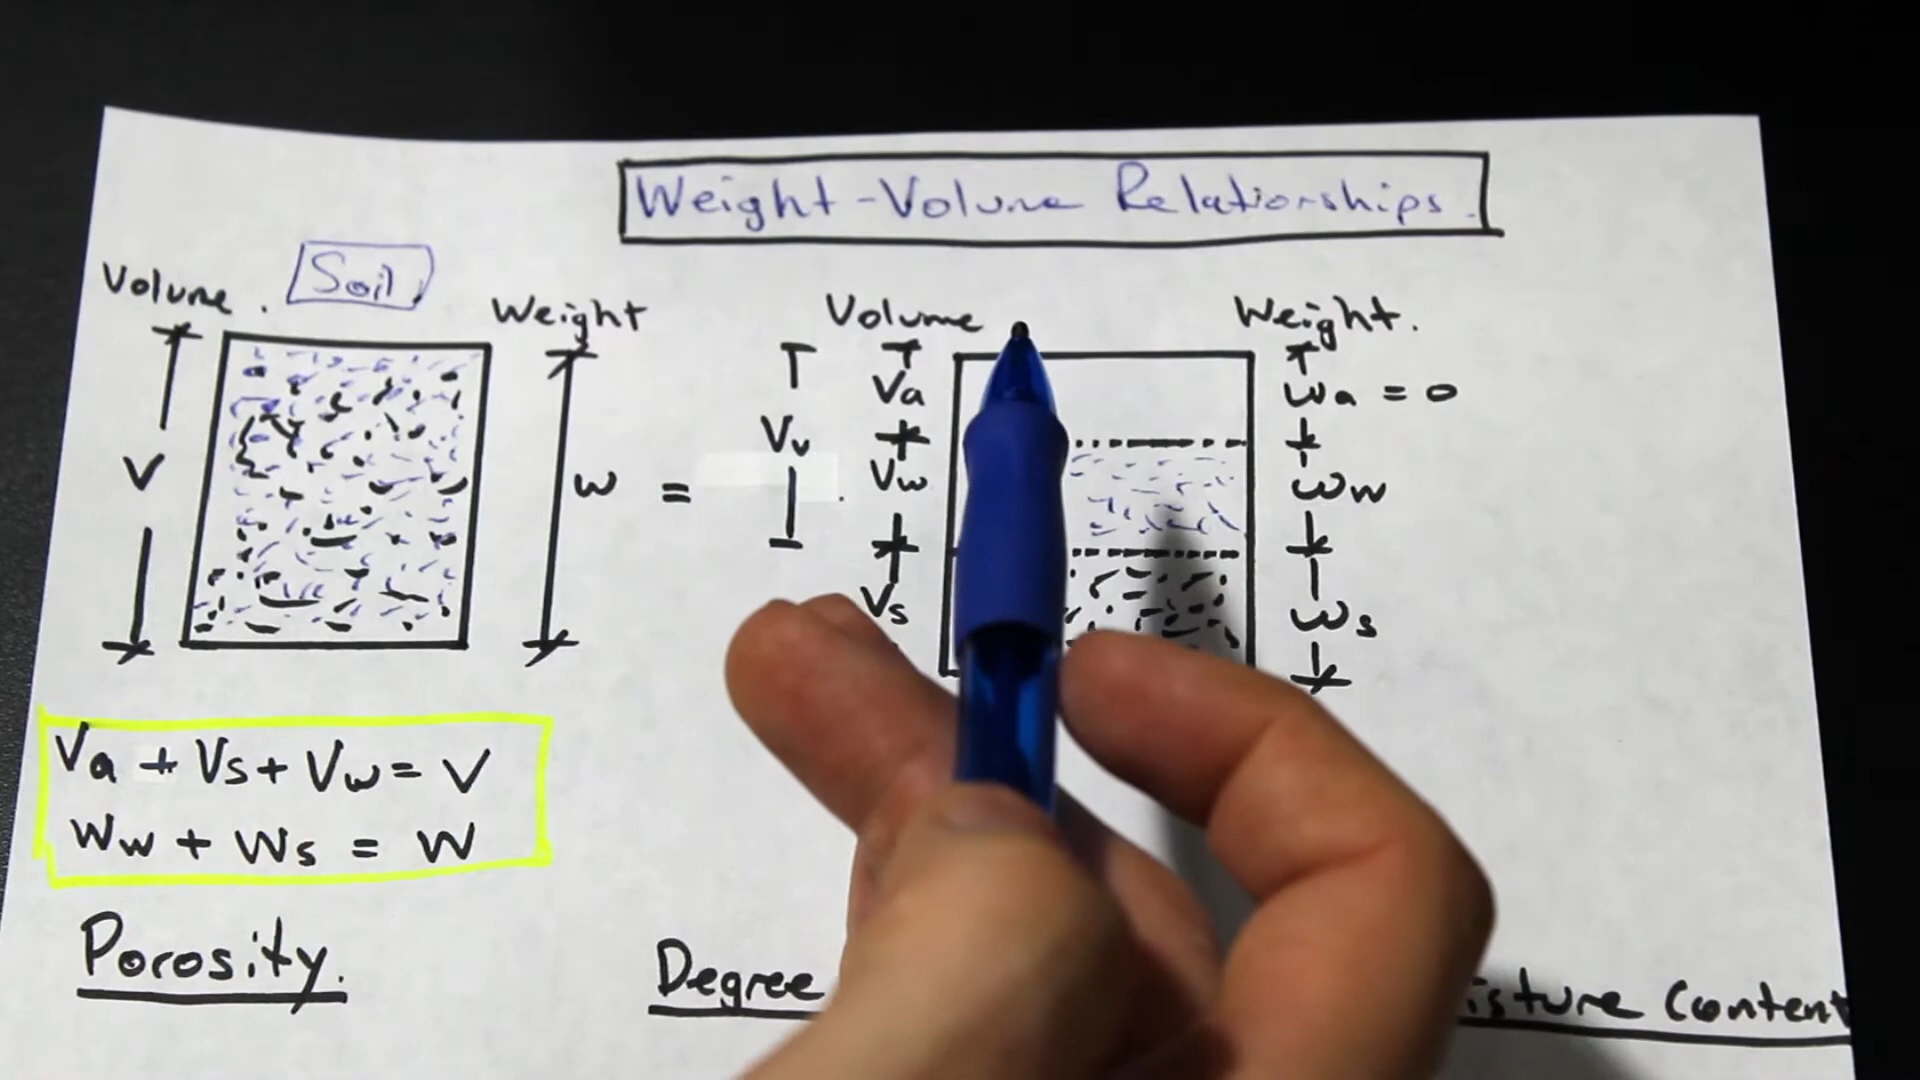 Weight-Volume Relationships.
Volume.
Soil
Weight
V
w
=
Volume
Weight.
Vv
Va
Vw
Vs
Wa = 0
Ww
Ws
Va + Vs + Vw = V
Ww + Ws = W
Porosity.
Degree
Content